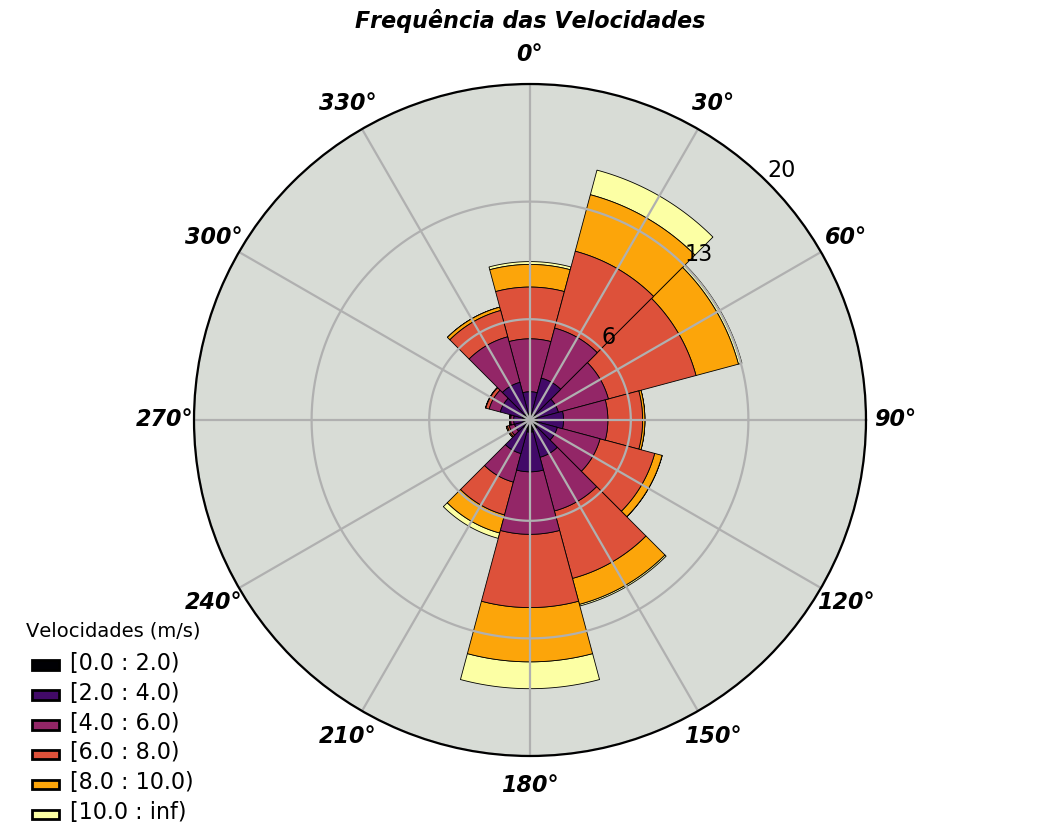 Frequência das Velocidades
0°
330°
30°
20
300°
60°
13
6
270°
90°
240°
120°
210°
150°
180°
Velocidades (m/s)
[0.0 : 2.0)
[2.0 : 4.0)
[4.0 : 6.0)
[6.0 : 8.0)
[8.0 : 10.0)
[10.0 : inf)